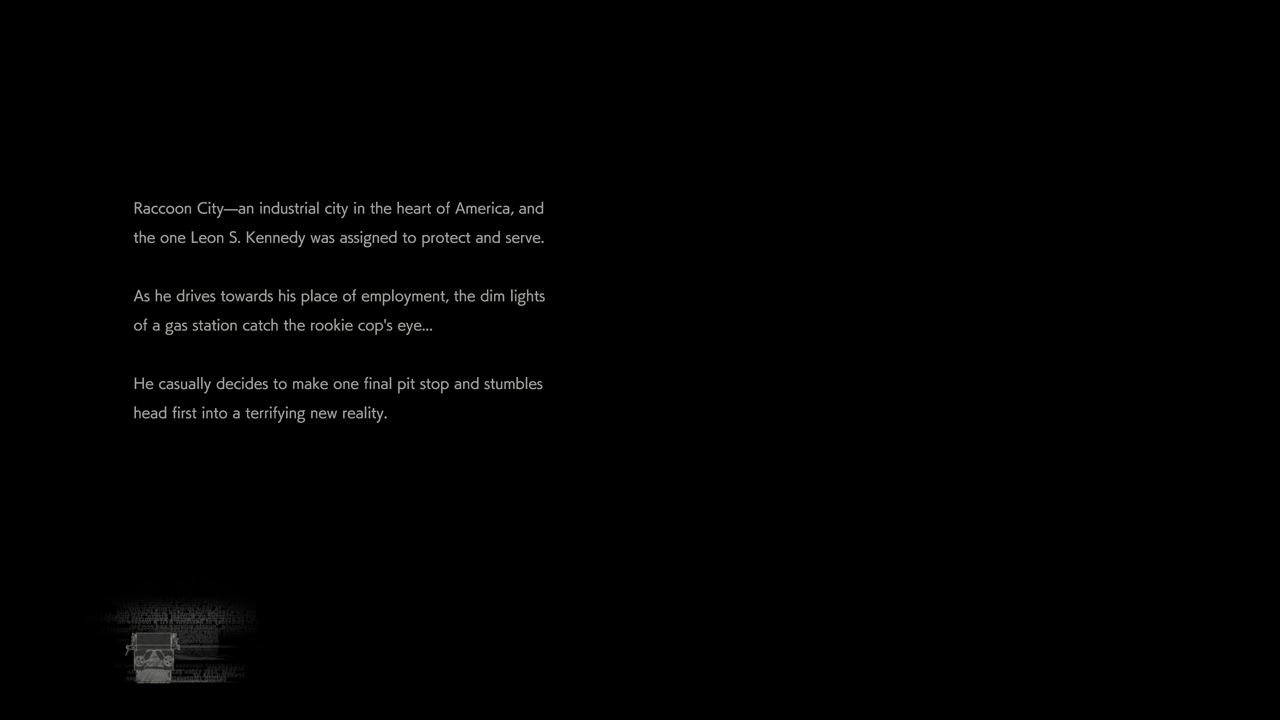 Raccoon City—an industrial city in the heart of America, and
the one Leon S. Kennedy was assigned to protect and serve.
As he drives towards his place of employment, the dim lights
of a gas station catch the rookie cop's eye...
He casually decides to make one final pit stop and stumbles
head first into a terrifying new reality.